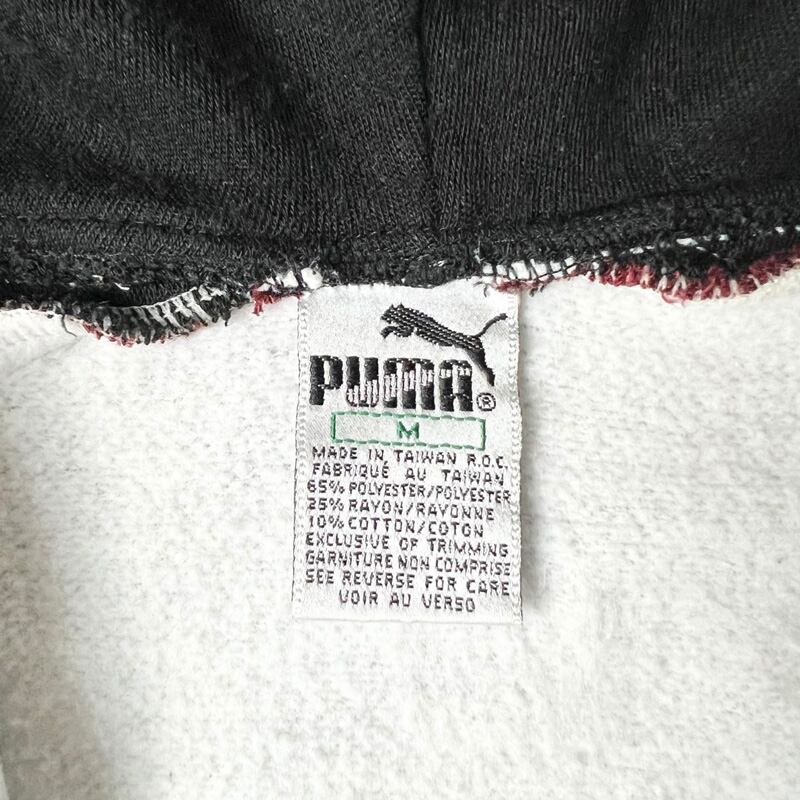 PUMA®
M
MADE IN TAIWAN R.O.C.
FABRIQUÉ AU TAIWAN
65% POLYESTER/POLYESTER
25% RAYON/RAYONNE
10% COTTON/COTON
EXCLUSIVE OF TRIMMING
GARNITURE NON COMPRISE
SEE REVERSE FOR CARE
VOIR AU VERSO